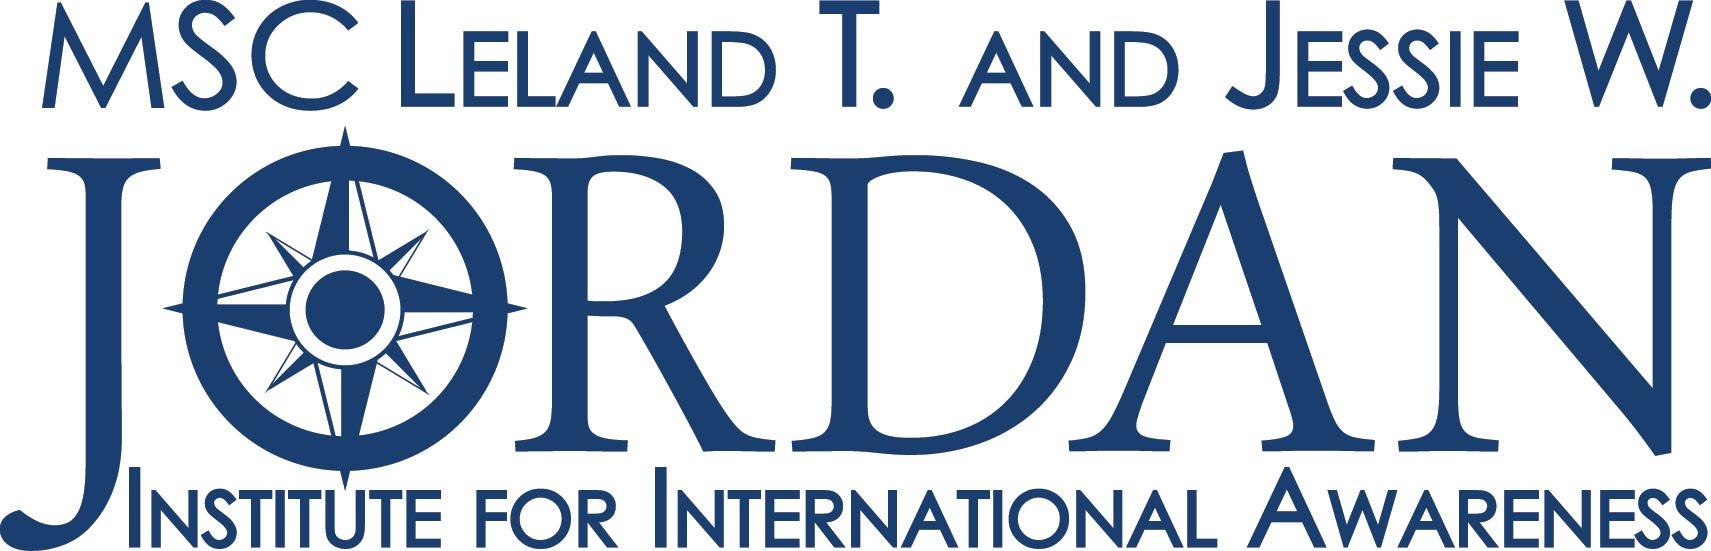 MSC LELAND T. AND JESSIE W.
JORDAN
INSTITUTE FOR INTERNATIONAL AWARENESS